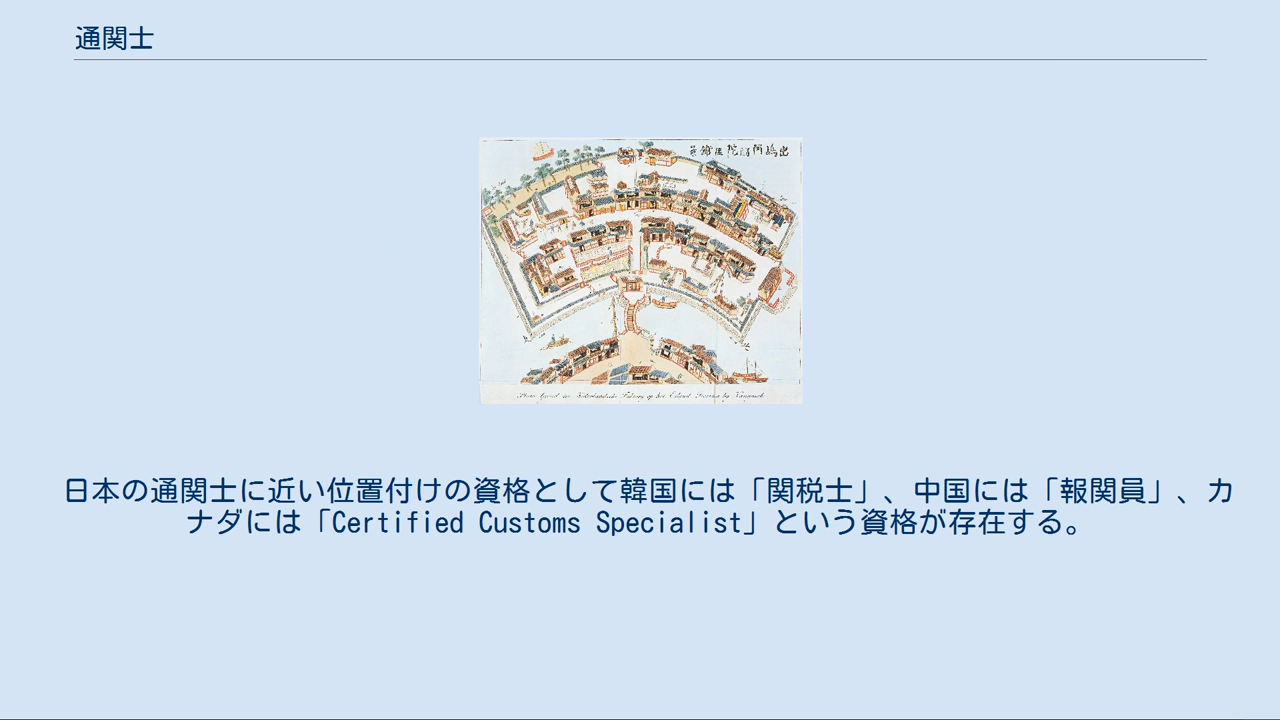 通関士
日本の通関士に近い位置付けの資格として韓国には「関税士」、中国には「報関員」、カ
ナダには「Certified Customs Specialist」という資格が存在する。